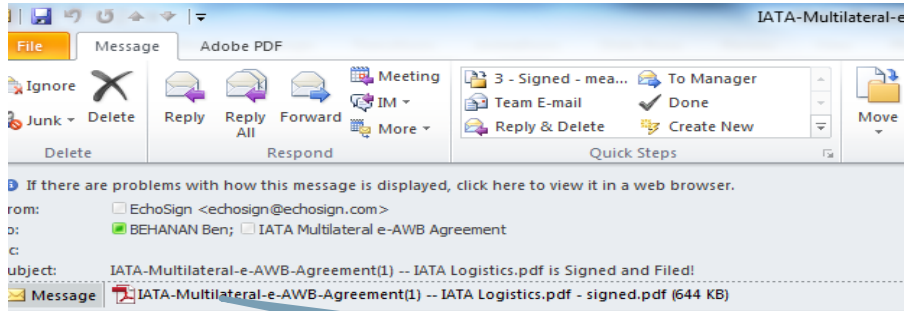 IATA-Multilateral-e
File Message Adobe PDF
Ignore Delete Reply Reply All Forward Meeting 3 - Signed - mea... To Manager Move
Junk IM Team E-mail Done
More Reply & Delete Create New
Delete Respond Quick Steps
If there are problems with how this message is displayed, click here to view it in a web browser.
rom: EchoSign <echosign@echosign.com>
o: BEHANAN Ben; IATA Multilateral e-AWB Agreement
c:
ubject: IATA-Multilateral-e-AWB-Agreement(1) -- IATA Logistics.pdf is Signed and Filed!
Message IATA-Multilateral-e-AWB-Agreement(1) -- IATA Logistics.pdf - signed.pdf (644 KB)